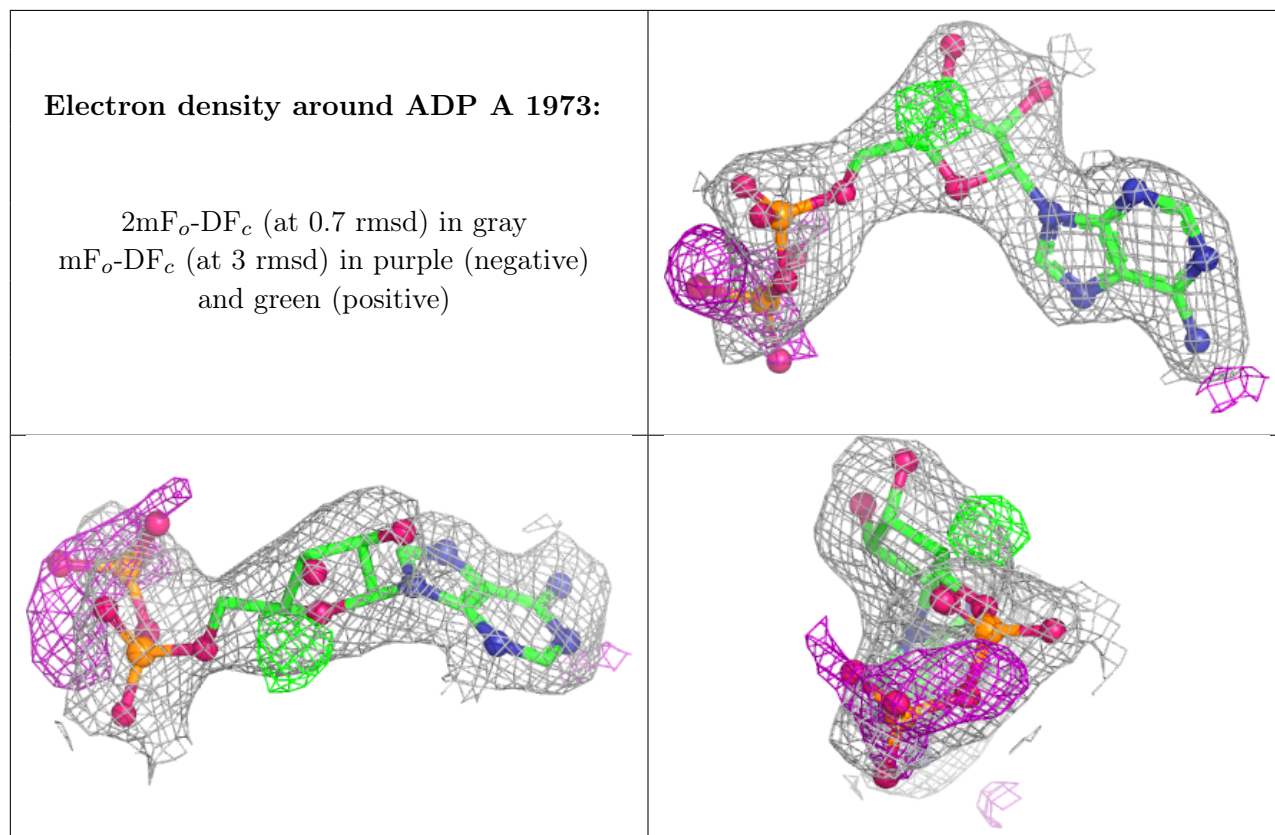 Electron density around ADP A 1973:
2mFₒ-DF𝒸 (at 0.7 rmsd) in gray
mFₒ-DF𝒸 (at 3 rmsd) in purple (negative)
and green (positive)